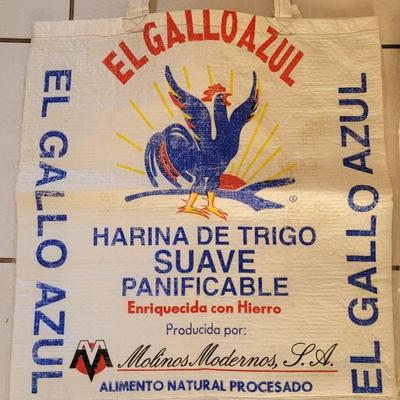 EL GALLO AZUL
EL GALLO AZUL
EL GALLO AZUL
®
HARINA DE TRIGO
SUAVE
PANIFICABLE
Enriquecida con Hierro
Producida por:
M Molinos Modernos, S.A.
ALIMENTO NATURAL PROCESADO